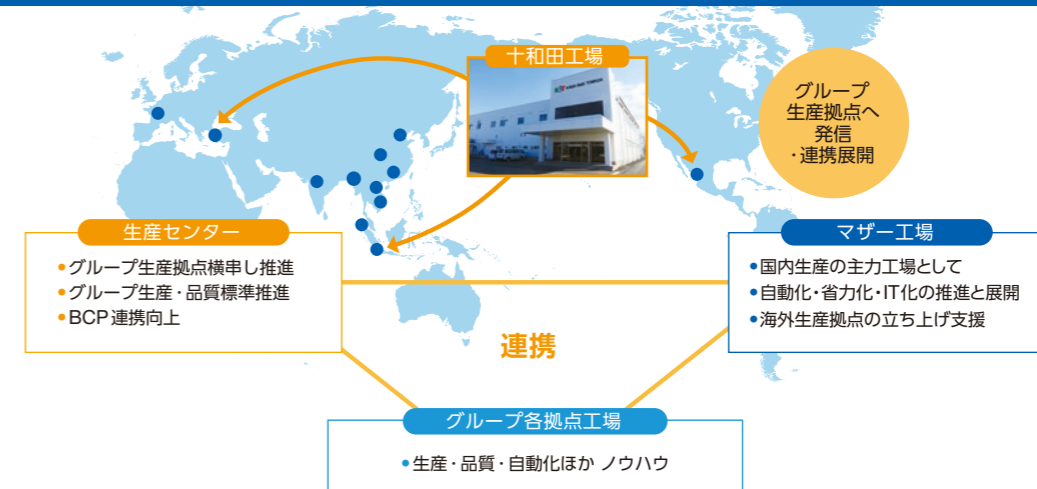 十和田工場
グループ
生産拠点へ
発信
・連携展開
生産センター
•グループ生産拠点横串し推進
•グループ生産・品質標準推進
•BCP連携向上
マザー工場
•国内生産の主力工場として
•自動化・省力化・IT化の推進と展開
•海外生産拠点の立ち上げ支援
連携
グループ各拠点工場
•生産・品質・自動化ほか ノウハウ